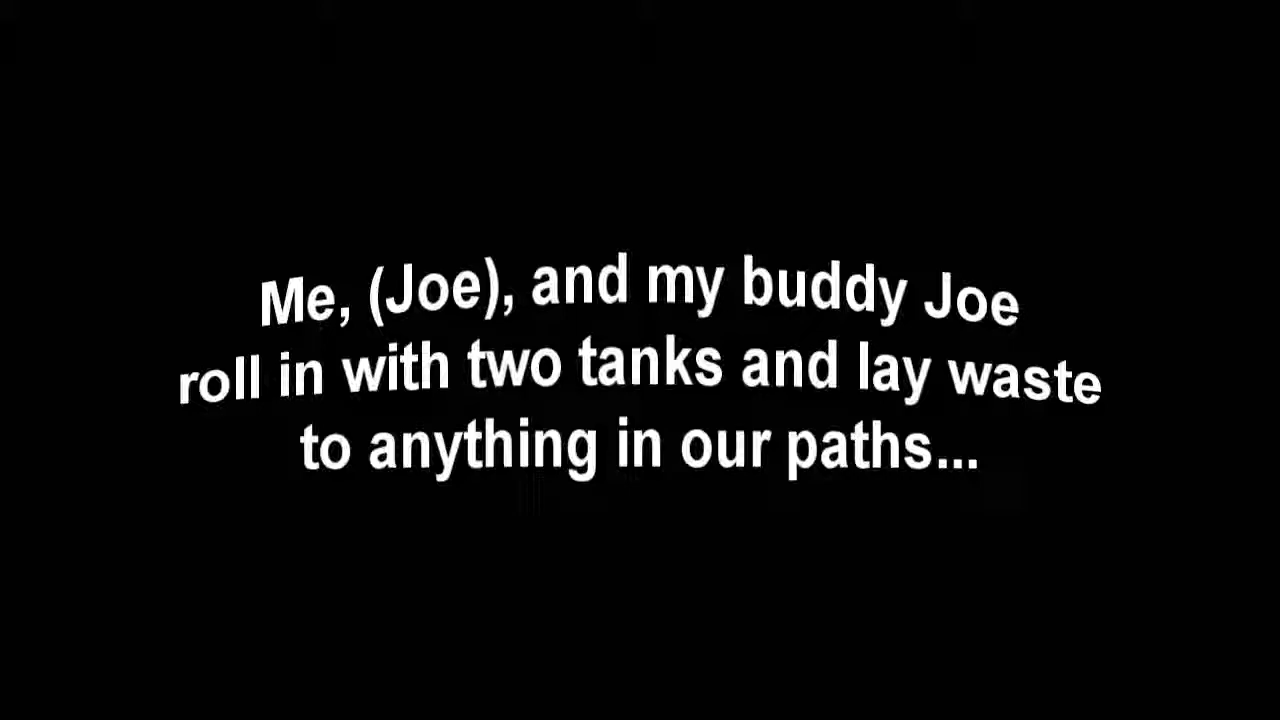 Me, (Joe), and my buddy Joe
roll in with two tanks and lay waste
to anything in our paths...